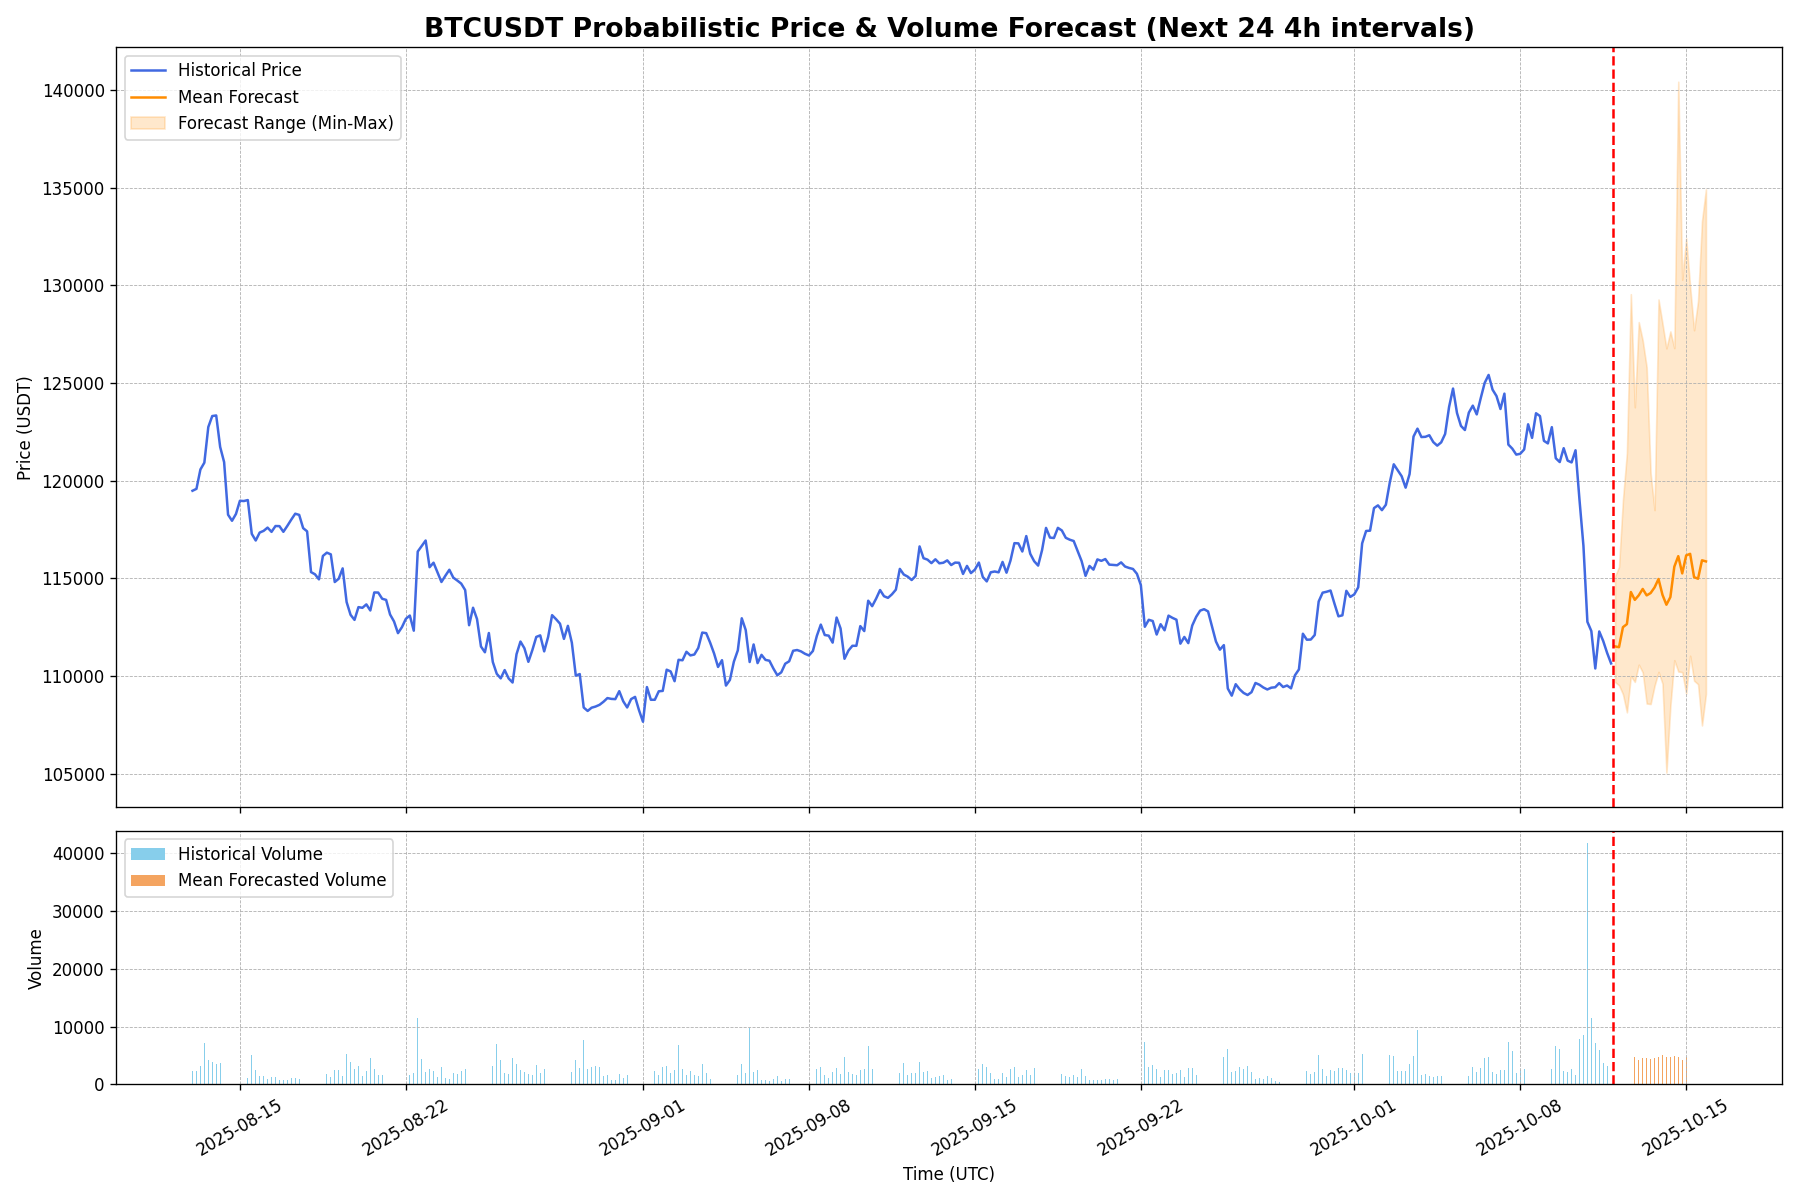 BTCUSDT Probabilistic Price & Volume Forecast (Next 24 4h intervals)
Historical Price
Mean Forecast
Forecast Range (Min-Max)
140000
135000
130000
125000
120000
115000
110000
105000
Price (USDT)
Historical Volume
Mean Forecasted Volume
40000
30000
20000
10000
0
Volume
2025-08-15
2025-08-22
2025-09-01
2025-09-08
2025-09-15
2025-09-22
2025-10-01
2025-10-08
2025-10-15
Time (UTC)